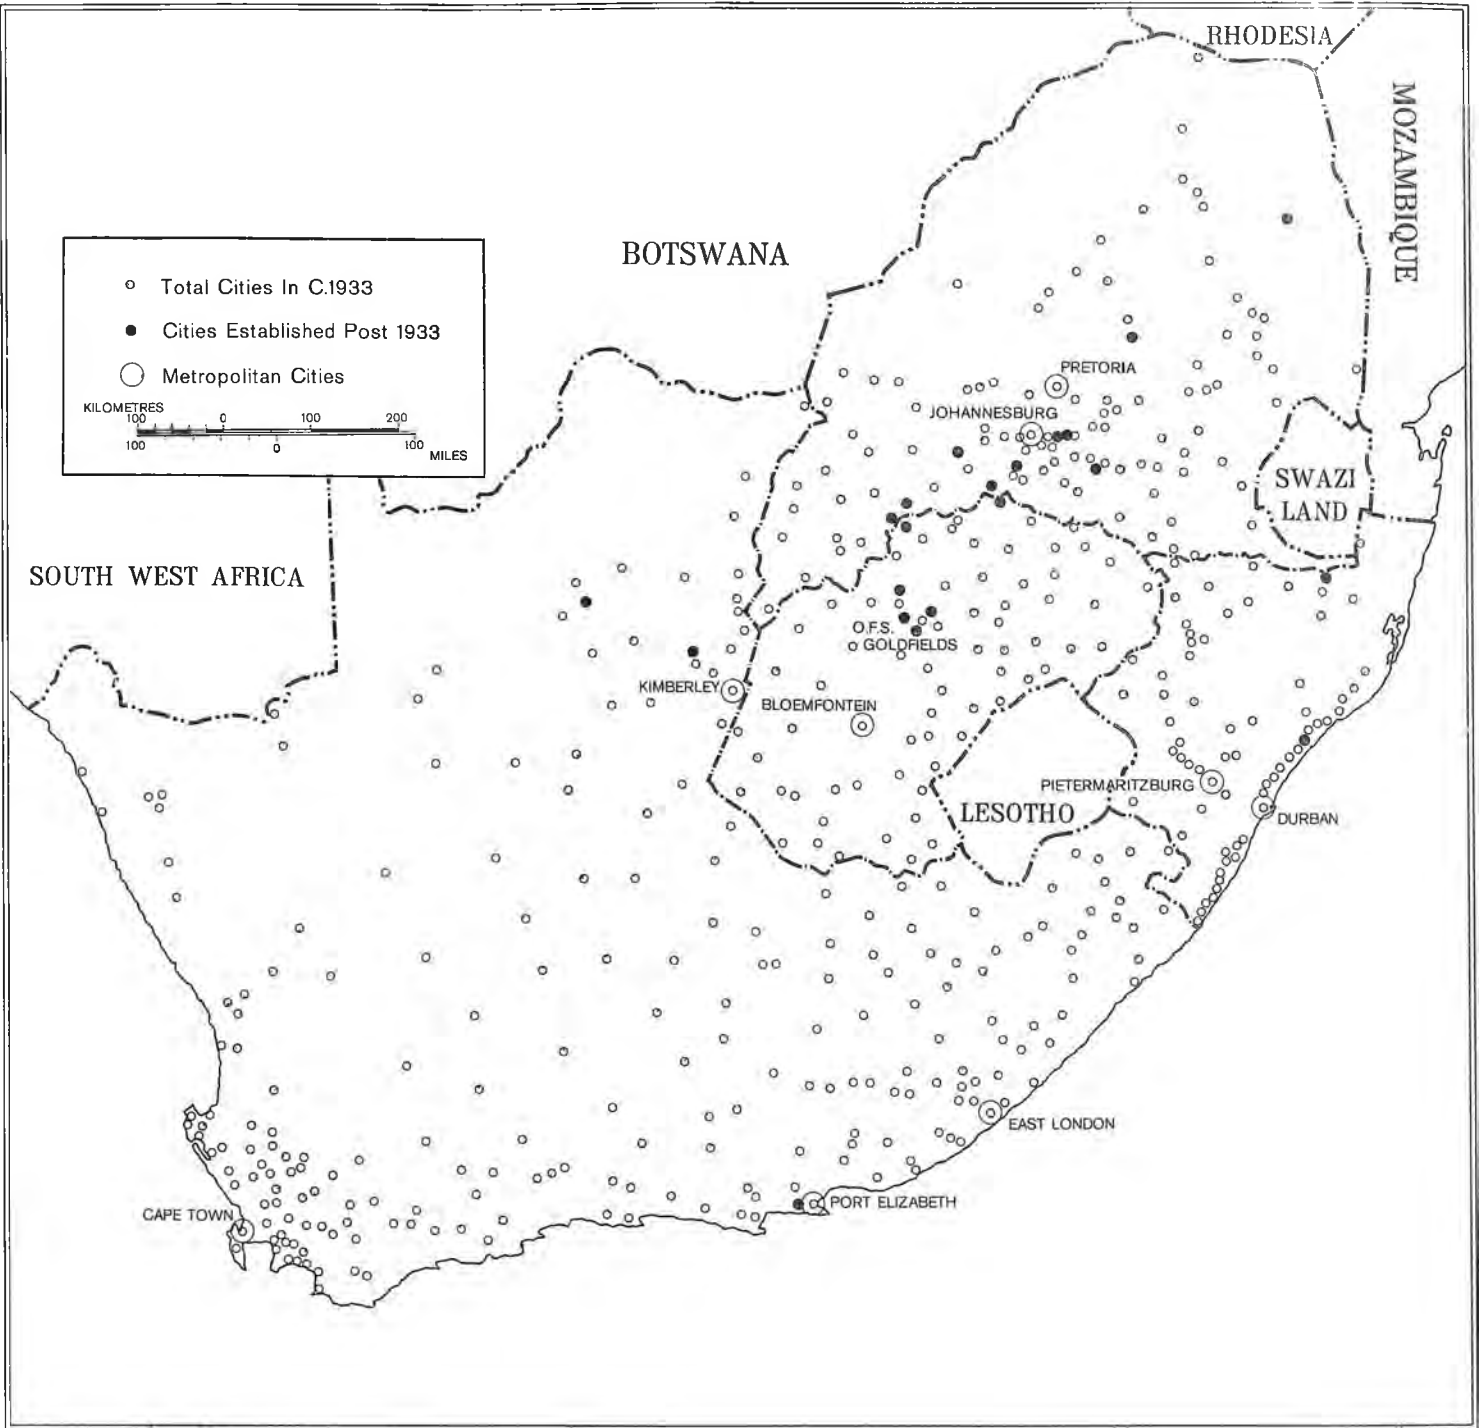 RHODESIA
MOZAMBIQUE
BOTSWANA
Total Cities In C.1933
Cities Established Post 1933
Metropolitan Cities
KILOMETRES
100 0 100 200
100 0 100
MILES
PRETORIA
JOHANNESBURG
SWAZI
LAND
SOUTH WEST AFRICA
O.F.S.
GOLDFIELDS
KIMBERLEY
BLOEMFONTEIN
PIETERMARITZBURG
LESOTHO
DURBAN
EAST LONDON
PORT ELIZABETH
CAPE TOWN